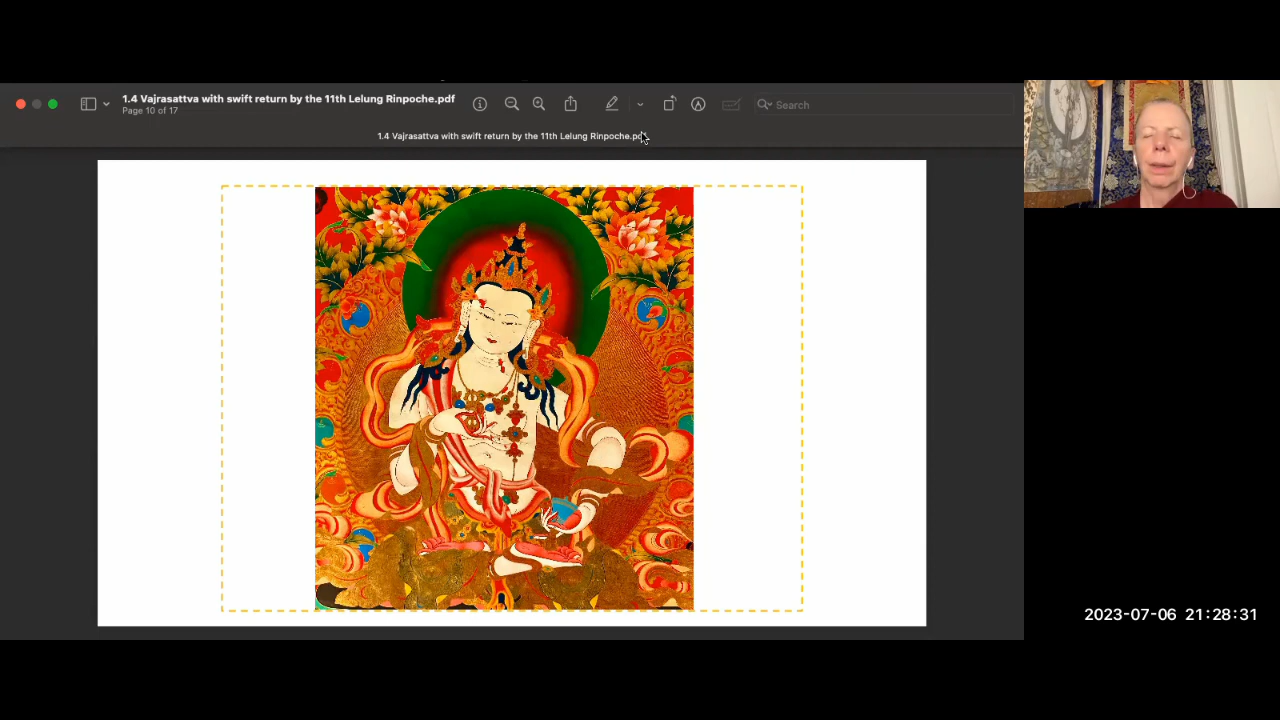 1.4 Vajrasattva with swift return by the 11th Lelung Rinpoche.pdf
Page 10 of 17
Search
1.4 Vajrasattva with swift return by the 11th Lelung Rinpoche.pdf
2023-07-06 21:28:31